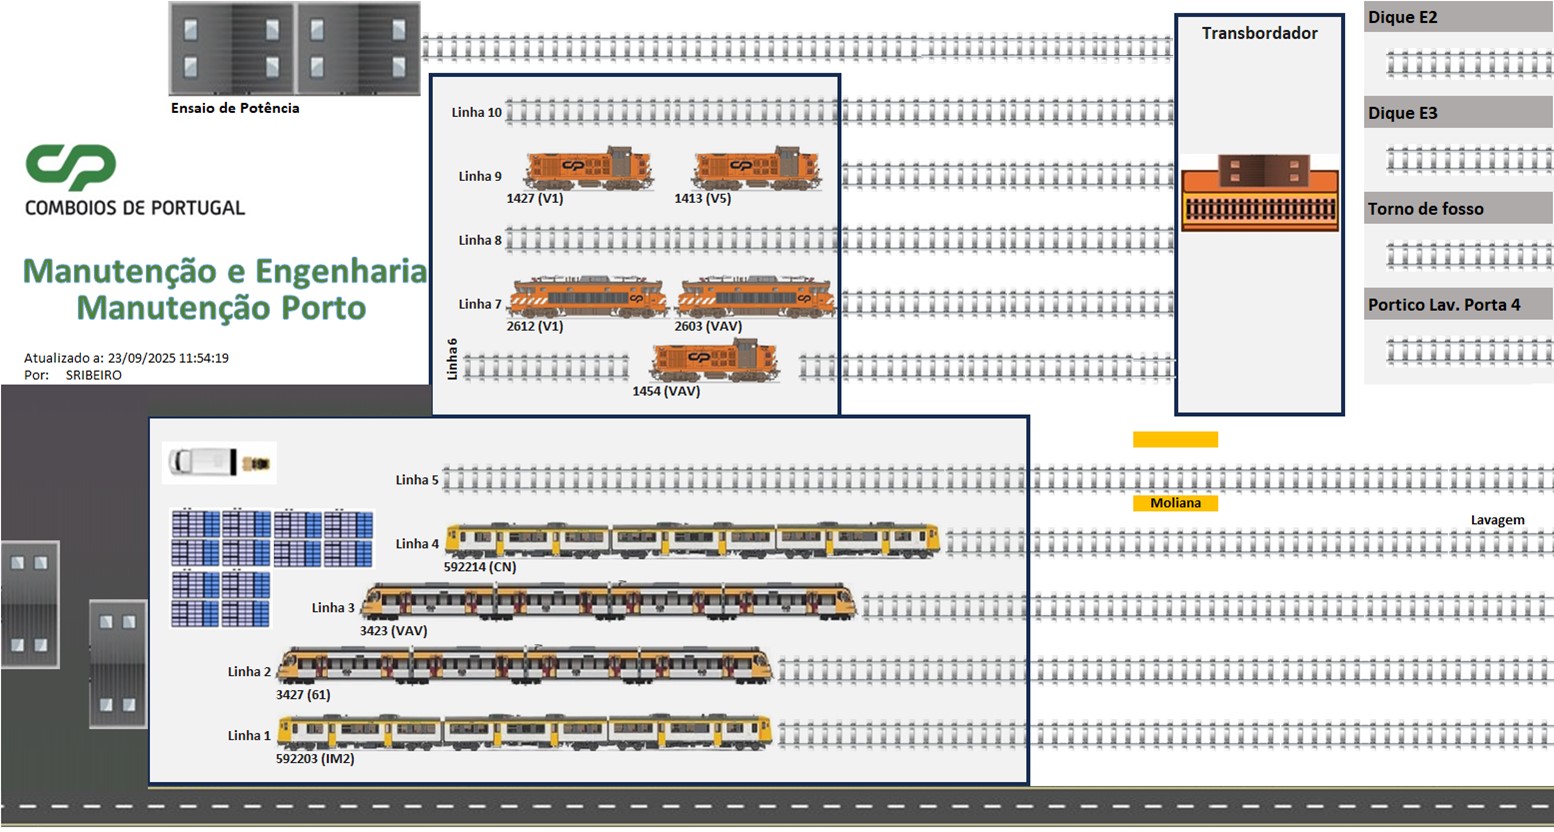 Ensaio de Potência
CP
COMBOIOS DE PORTUGAL
Manutenção e Engenharia
Manutenção Porto
Atualizado a: 23/09/2025 11:54:19
Por: SRIBEIRO
Linha 10
Linha 9
1427 (V1)
1413 (V5)
Linha 8
Linha 7
2612 (V1)
2603 (VAV)
Linha 6
1454 (VAV)
Transbordador
Dique E2
Dique E3
Torno de fosso
Portico Lav. Porta 4
Linha 5
Moliana
Lavagem
Linha 4
592214 (CN)
Linha 3
3423 (VAV)
Linha 2
3427 (61)
Linha 1
592203 (IM2)